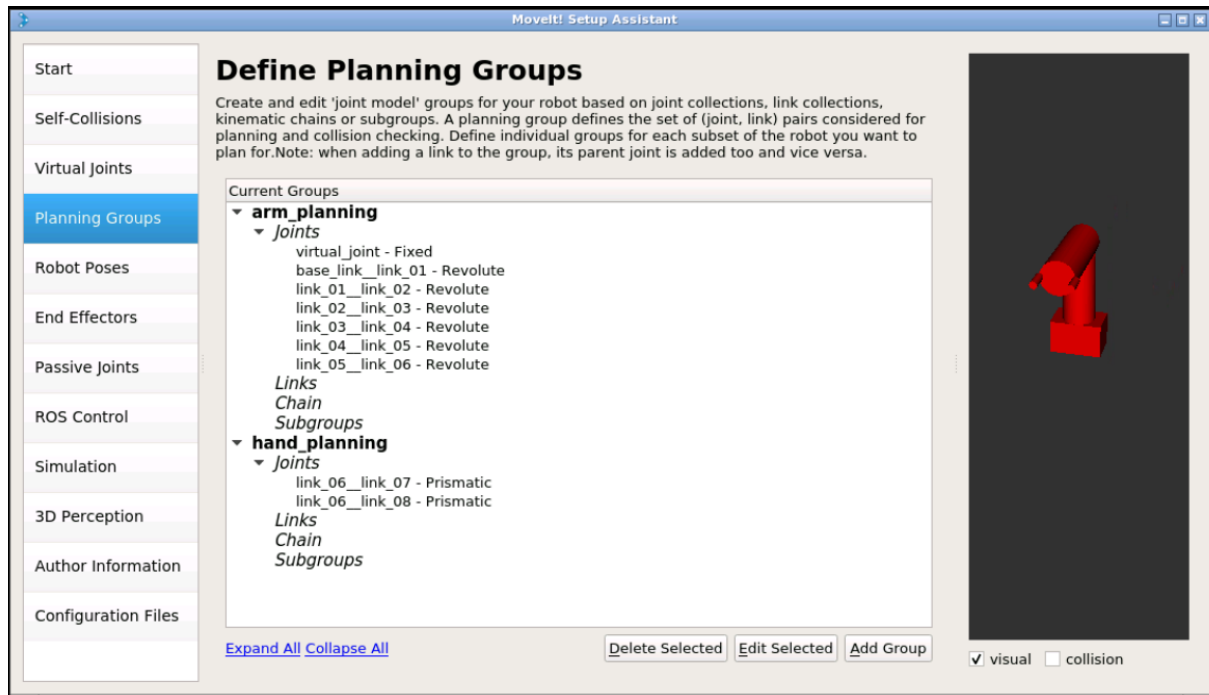 MoveIt! Setup Assistant
Start
Self-Collisions
Virtual Joints
Planning Groups
Robot Poses
End Effectors
Passive Joints
ROS Control
Simulation
3D Perception
Author Information
Configuration Files
Define Planning Groups
Create and edit 'joint model' groups for your robot based on joint collections, link collections,
kinematic chains or subgroups. A planning group defines the set of (joint, link) pairs considered for
planning and collision checking. Define individual groups for each subset of the robot you want to
plan for.Note: when adding a link to the group, its parent joint is added too and vice versa.
Current Groups
arm_planning
Joints
virtual_joint - Fixed
base_link__link_01 - Revolute
link_01__link_02 - Revolute
link_02__link_03 - Revolute
link_03__link_04 - Revolute
link_04__link_05 - Revolute
link_05__link_06 - Revolute
Links
Chain
Subgroups
hand_planning
Joints
link_06__link_07 - Prismatic
link_06__link_08 - Prismatic
Links
Chain
Subgroups
Expand All Collapse All
Delete Selected
Edit Selected
Add Group
visual
collision